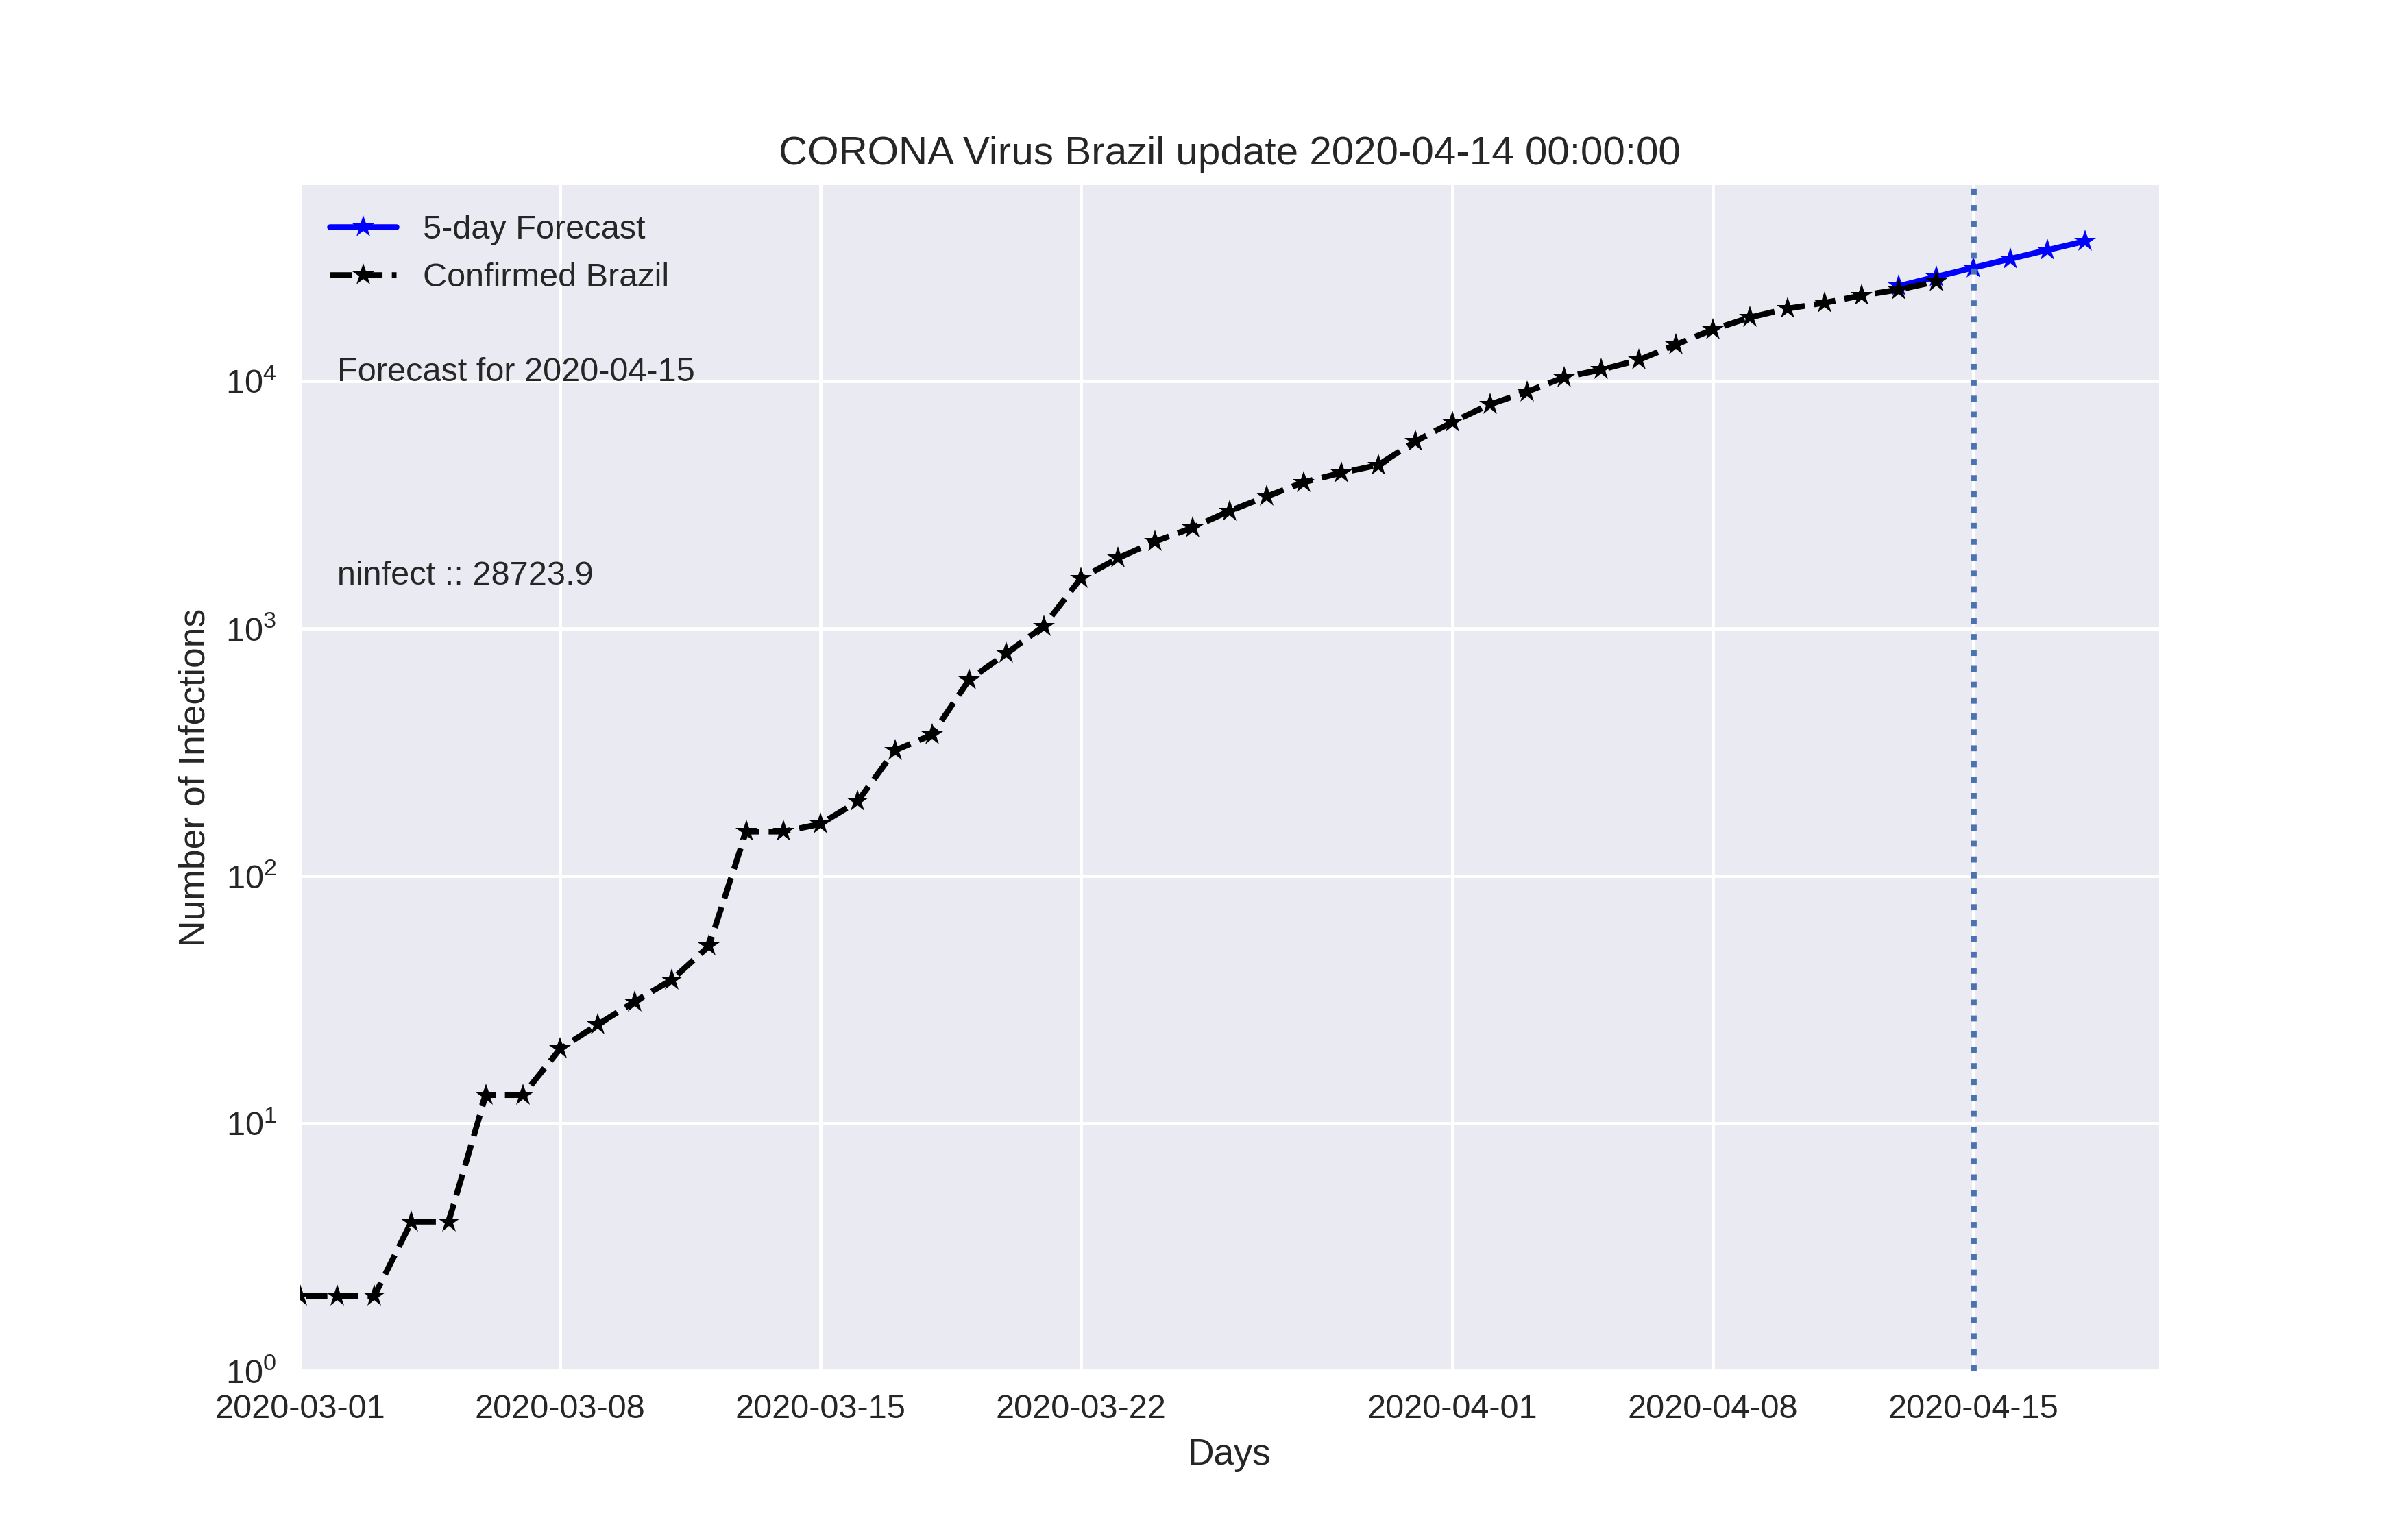 CORONA Virus Brazil update 2020-04-14 00:00:00
5-day Forecast
Confirmed Brazil
Forecast for 2020-04-15
ninfect :: 28723.9
Number of Infections
10⁴
10³
10²
10¹
10⁰
2020-03-01 2020-03-08 2020-03-15 2020-03-22 2020-04-01 2020-04-08 2020-04-15
Days